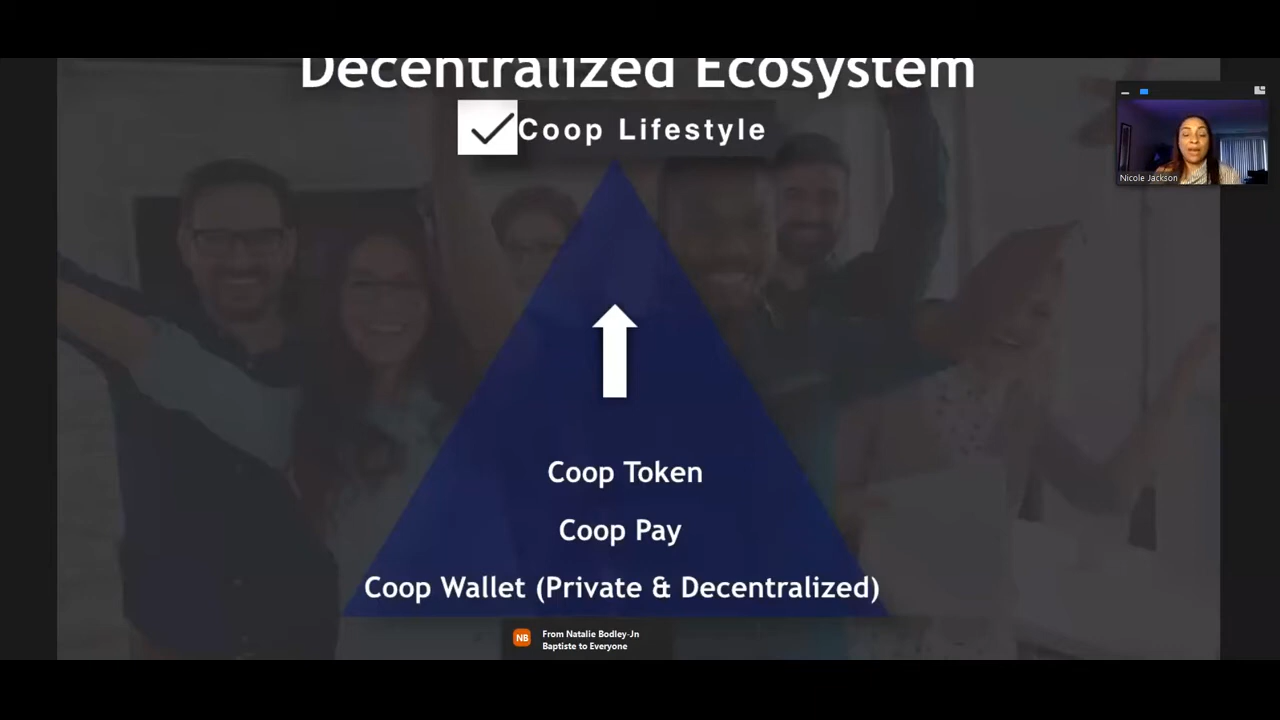 Decentralized Ecosystem
Coop Lifestyle
Nicole Jackson
Coop Token
Coop Pay
Coop Wallet (Private & Decentralized)
NB
From Natalie Bodley-Jn
Baptiste to Everyone